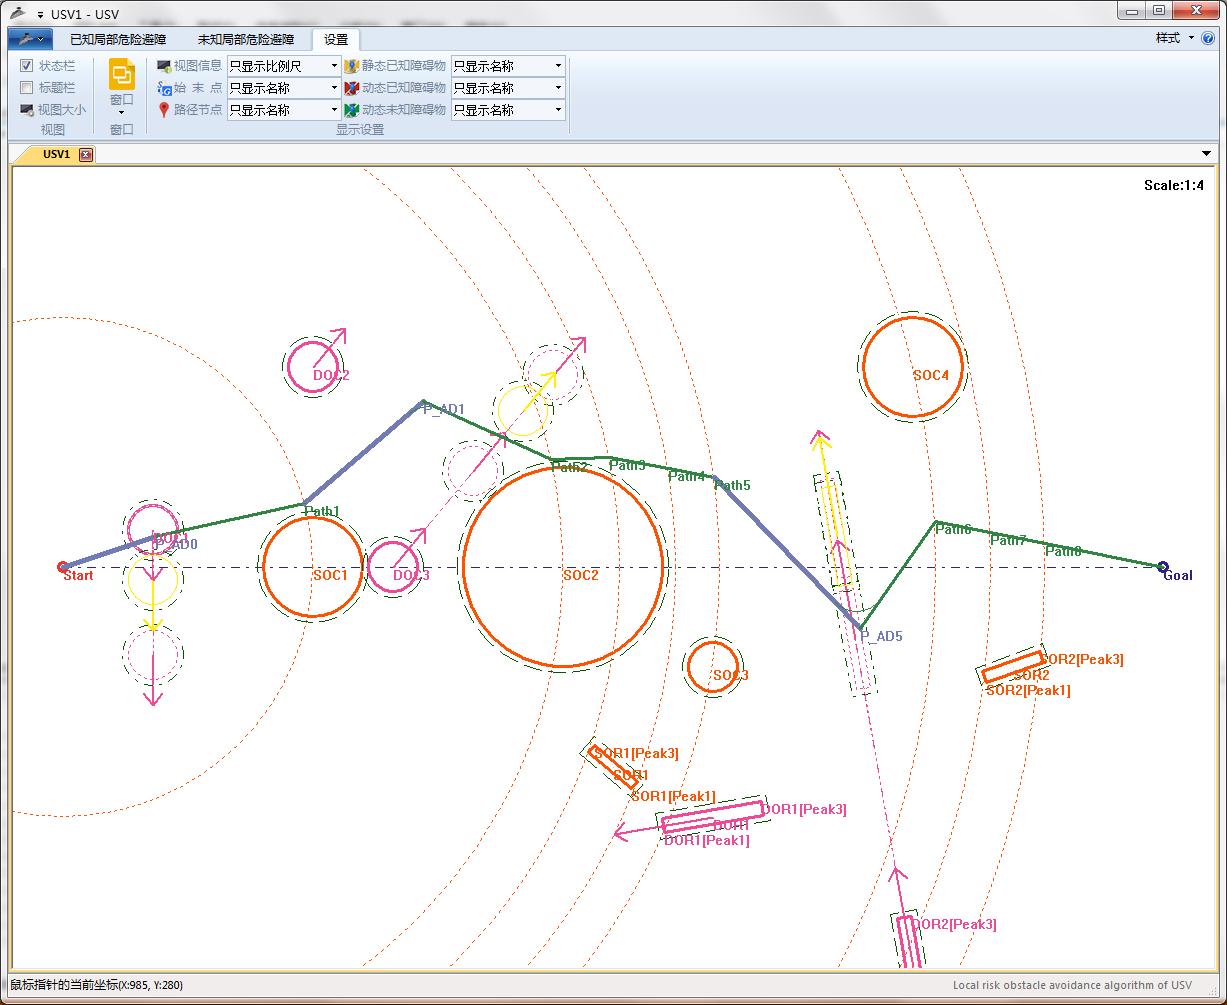 USV1 - USV
已知局部危险避障 未知局部危险避障 设置 样式
状态栏 视图信息 只显示比例尺 静态已知障碍物 只显示名称
标题栏 始 末 点 只显示名称 动态已知障碍物 只显示名称
视图大小 窗口 路径节点 只显示名称 动态未知障碍物 只显示名称
视图 窗口 显示设置
USV1
Scale:1:4
DOC2
SOC4
P_AD1
Path2
Path3
Path4
Path5
Path1
Path6
DOC1
P_AD0
Path7
Path8
Start
SOC1
DOC3
SOC2
Goal
P_AD5
SOR2[Peak3]
SOC3
SOR2
SOR2[Peak1]
SOR1[Peak3]
SOR1
SOR1[Peak1]
DOR1[Peak3]
DOR1
DOR1[Peak1]
DOR2[Peak3]
鼠标指针的当前坐标(X:985, Y:280)
Local risk obstacle avoidance algorithm of USV